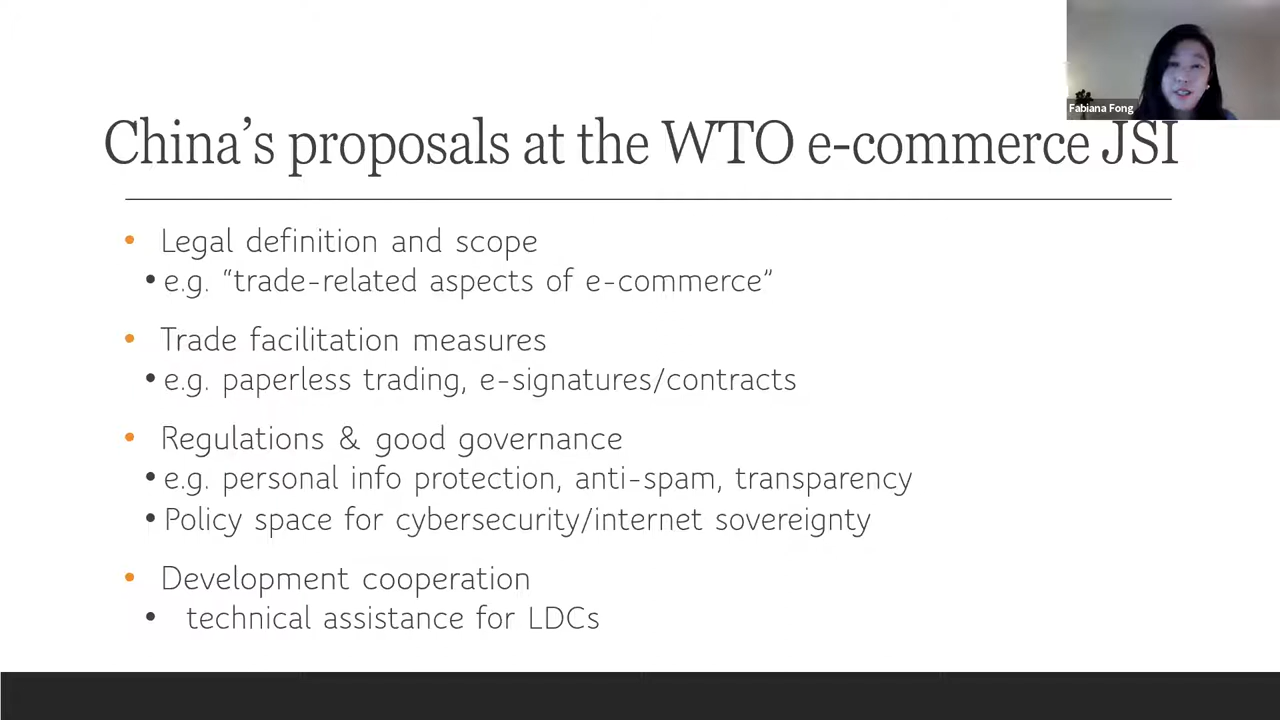 Fabiana Fong
China’s proposals at the WTO e-commerce JSI
• Legal definition and scope
• e.g. “trade-related aspects of e-commerce”
• Trade facilitation measures
• e.g. paperless trading, e-signatures/contracts
• Regulations & good governance
• e.g. personal info protection, anti-spam, transparency
• Policy space for cybersecurity/internet sovereignty
• Development cooperation
• technical assistance for LDCs